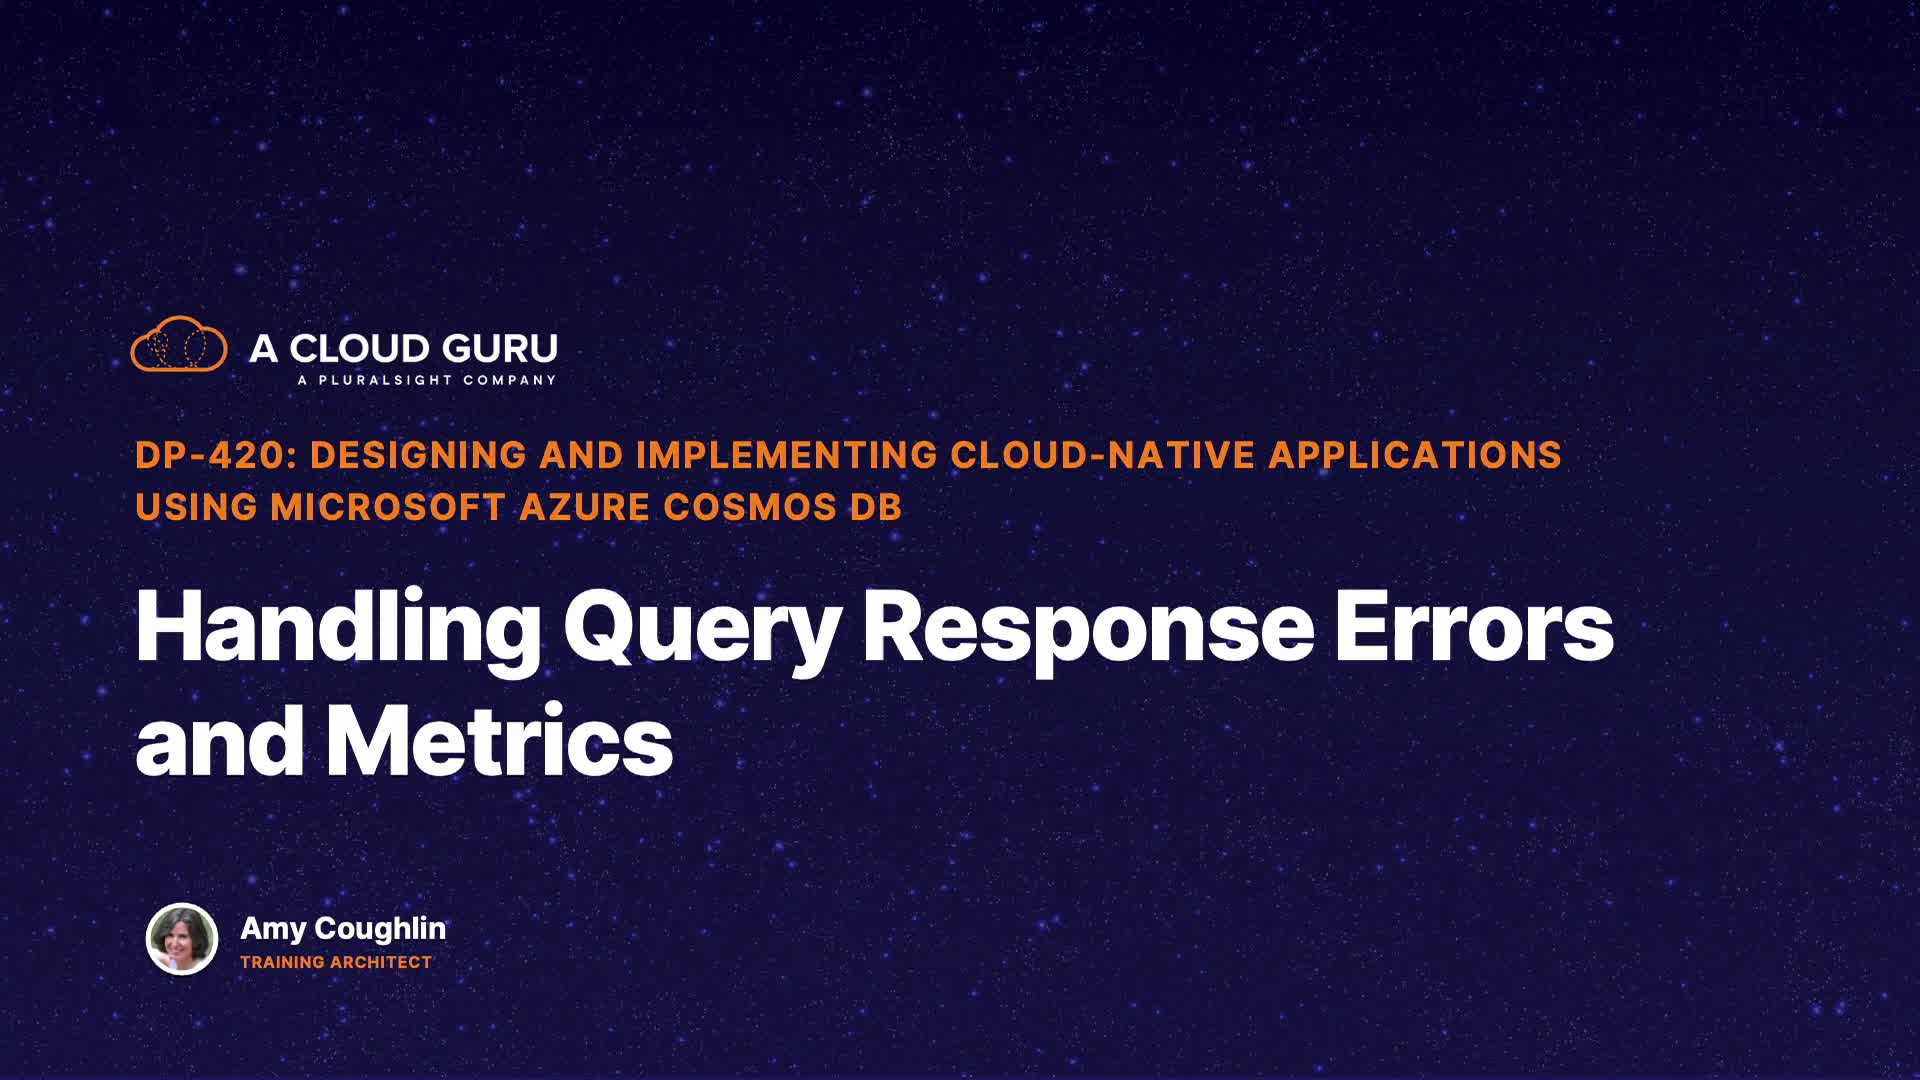 A CLOUD GURU
A PLURALSIGHT COMPANY
DP-420: DESIGNING AND IMPLEMENTING CLOUD-NATIVE APPLICATIONS
USING MICROSOFT AZURE COSMOS DB
Handling Query Response Errors
and Metrics
Amy Coughlin
TRAINING ARCHITECT